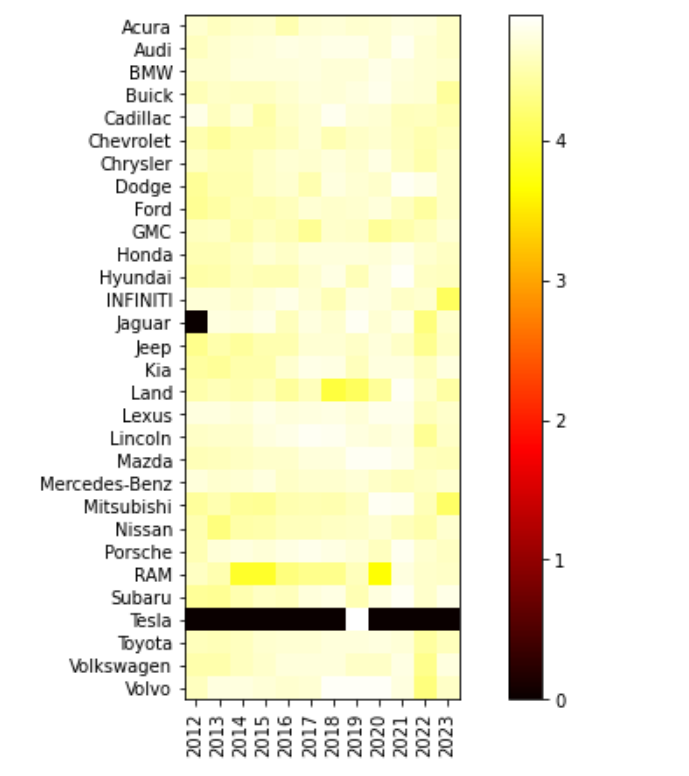 Acura
Audi
BMW
Buick
Cadillac
Chevrolet
Chrysler
Dodge
Ford
GMC
Honda
Hyundai
INFINITI
Jaguar
Jeep
Kia
Land
Lexus
Lincoln
Mazda
Mercedes-Benz
Mitsubishi
Nissan
Porsche
RAM
Subaru
Tesla
Toyota
Volkswagen
Volvo
2012 2013 2014 2015 2016 2017 2018 2019 2020 2021 2022 2023
4
3
2
1
0